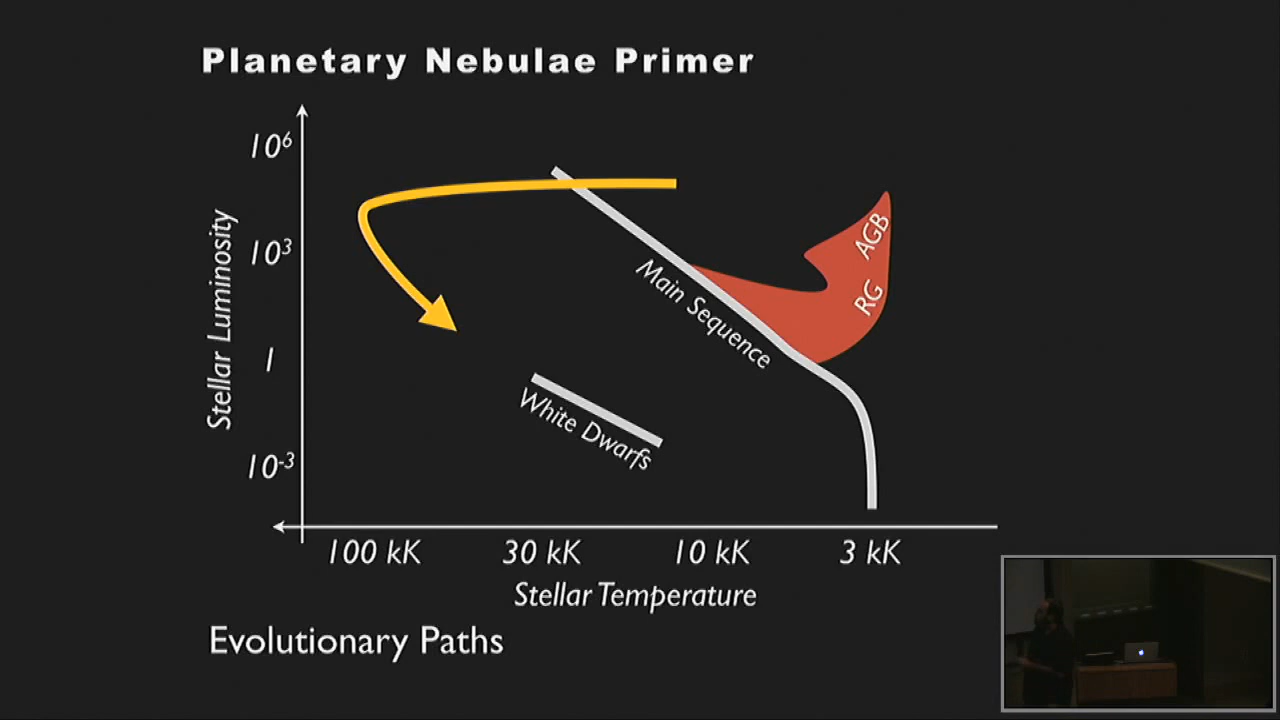 Planetary Nebulae Primer
10⁶
10³
1
10⁻³
Stellar Luminosity
Main Sequence
AGB
RG
White Dwarfs
100 kK 30 kK 10 kK 3 kK
Stellar Temperature
Evolutionary Paths